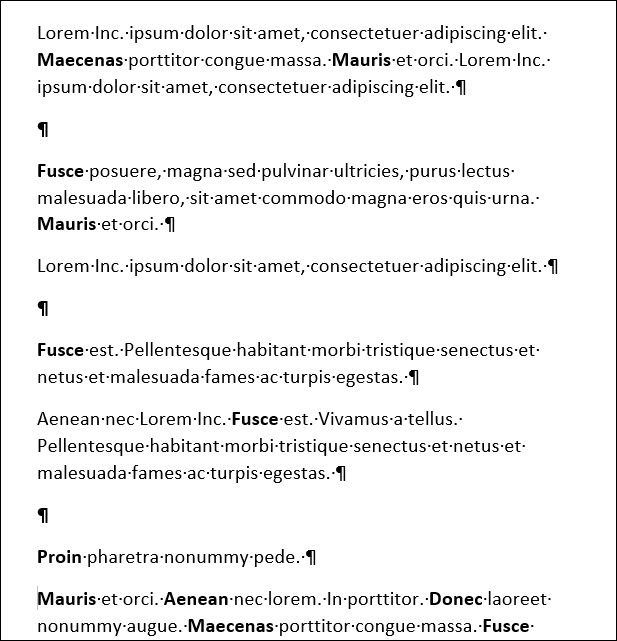 Lorem·Inc.·ipsum·dolor·sit·amet,·consectetuer·adipiscing·elit.·
Maecenas·porttitor·congue·massa.·Mauris·et·orci.·Lorem·Inc.·
ipsum·dolor·sit·amet,·consectetuer·adipiscing·elit.·¶
¶
Fusce·posuere,·magna·sed·pulvinar·ultricies,·purus·lectus·
malesuada·libero,·sit·amet·commodo·magna·eros·quis·urna.·
Mauris·et·orci.·¶
Lorem·Inc.·ipsum·dolor·sit·amet,·consectetuer·adipiscing·elit.·¶
¶
Fusce·est.·Pellentesque·habitant·morbi·tristique·senectus·et·
netus·et·malesuada·fames·ac·turpis·egestas.·¶
Aenean·nec·Lorem·Inc.·Fusce·est.·Vivamus·a·tellus.·
Pellentesque·habitant·morbi·tristique·senectus·et·netus·et·
malesuada·fames·ac·turpis·egestas.·¶
¶
Proin·pharetra·nonummy·pede.·¶
Mauris·et·orci.·Aenean·nec·lorem.·In·porttitor.·Donec·laoreet·
nonummy·augue.·Maecenas·porttitor·congue·massa.·Fusce·